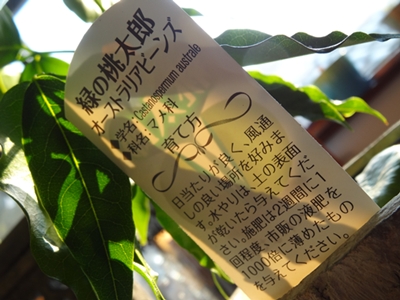 緑の桃太郎
オーストラリアビーンズ
◆学名:Castanospermum australe
◆科名:マメ科
育て方
日当たりが良く、風通
しの良い場所を好みま
す。水やりは、土の表面
が乾いたら与えてくだ
さい。施肥は2週間に1
回程度、市販の液肥を
1000倍に薄めたもの
を与えてください。